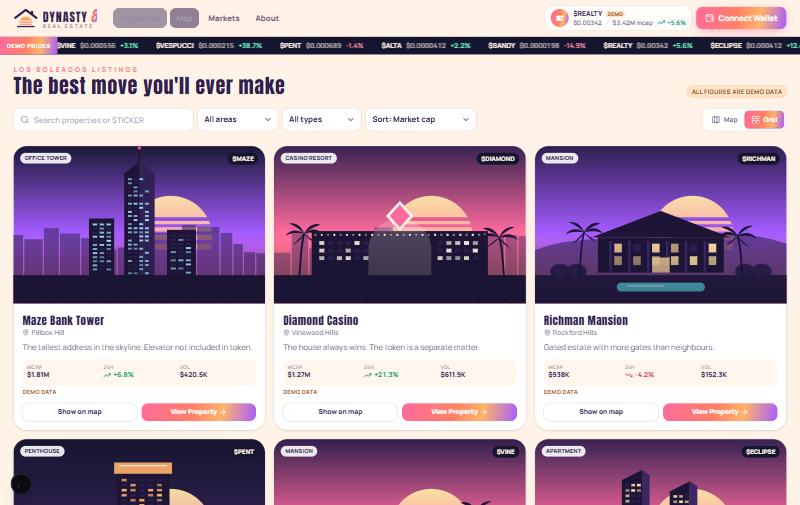 DYNASTY 8
REAL ESTATE
Properties
Map
Markets
About
$REALTY DEMO
$0.00342 · $3.42M mcap +5.6%
Connect Wallet
DEMO PRICES
$VINE $0.000556 +3.1%
$VESPUCCI $0.000215 +38.7%
$PENT $0.000689 -1.4%
$ALTA $0.000412 +2.2%
$SANDY $0.0000198 -14.9%
$REALTY $0.00342 +5.6%
$ECLIPSE $0.000412
LOS SOLEADOS LISTINGS
The best move you'll ever make
ALL FIGURES ARE DEMO DATA
Search properties or $TICKER
All areas
All types
Sort: Market cap
Map
Grid
OFFICE TOWER
$MAZE
Maze Bank Tower
Pillbox Hill
The tallest address in the skyline. Elevator not included in token.
MCAP 24H VOL
$1.81M +6.8% $420.5K
DEMO DATA
Show on map
View Property →
CASINO RESORT
$DIAMOND
Diamond Casino
Vinewood Hills
The house always wins. The token is a separate matter.
MCAP 24H VOL
$1.27M +21.3% $611.9K
DEMO DATA
Show on map
View Property →
MANSION
$RICHMAN
Richman Mansion
Rockford Hills
Gated estate with more gates than neighbours.
MCAP 24H VOL
$938K -4.2% $152.3K
DEMO DATA
Show on map
View Property →
PENTHOUSE
$PENT
MANSION
$VINE
APARTMENT
$ECLIPSE